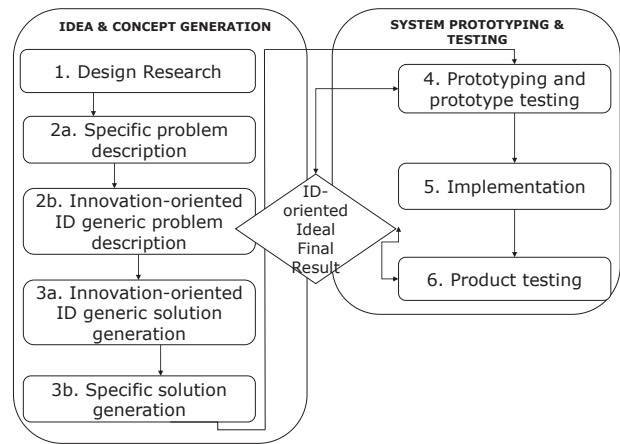 IDEA & CONCEPT GENERATION
1. Design Research
2a. Specific problem
description
2b. Innovation-oriented
ID generic problem
description
3a. Innovation-oriented
ID generic solution
generation
3b. Specific solution
generation
ID-
oriented
Ideal
Final
Result
SYSTEM PROTOTYPING &
TESTING
4. Prototyping and
prototype testing
5. Implementation
6. Product testing